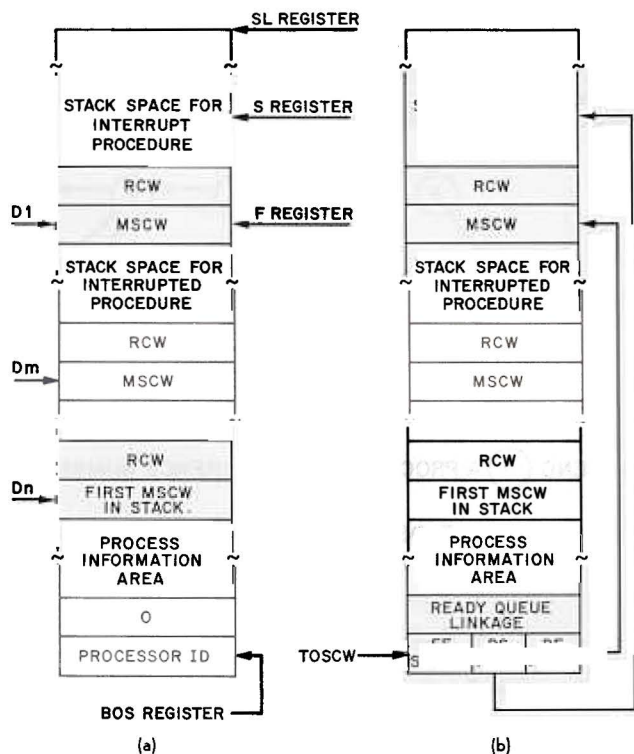 SL REGISTER
STACK SPACE FOR
INTERRUPT
PROCEDURE
S REGISTER
RCW
D1
MSCW
F REGISTER
STACK SPACE FOR
INTERRUPTED
PROCEDURE
RCW
Dm
MSCW
RCW
Dn
FIRST MSCW
IN STACK.
PROCESS
INFORMATION
AREA
0
PROCESSOR ID
BOS REGISTER
(a)
RCW
MSCW
STACK SPACE FOR
INTERRUPTED
PROCEDURE
RCW
MSCW
RCW
FIRST MSCW
IN STACK
PROCESS
INFORMATION
AREA
READY QUEUE
LINKAGE
TOSCW
S
(b)